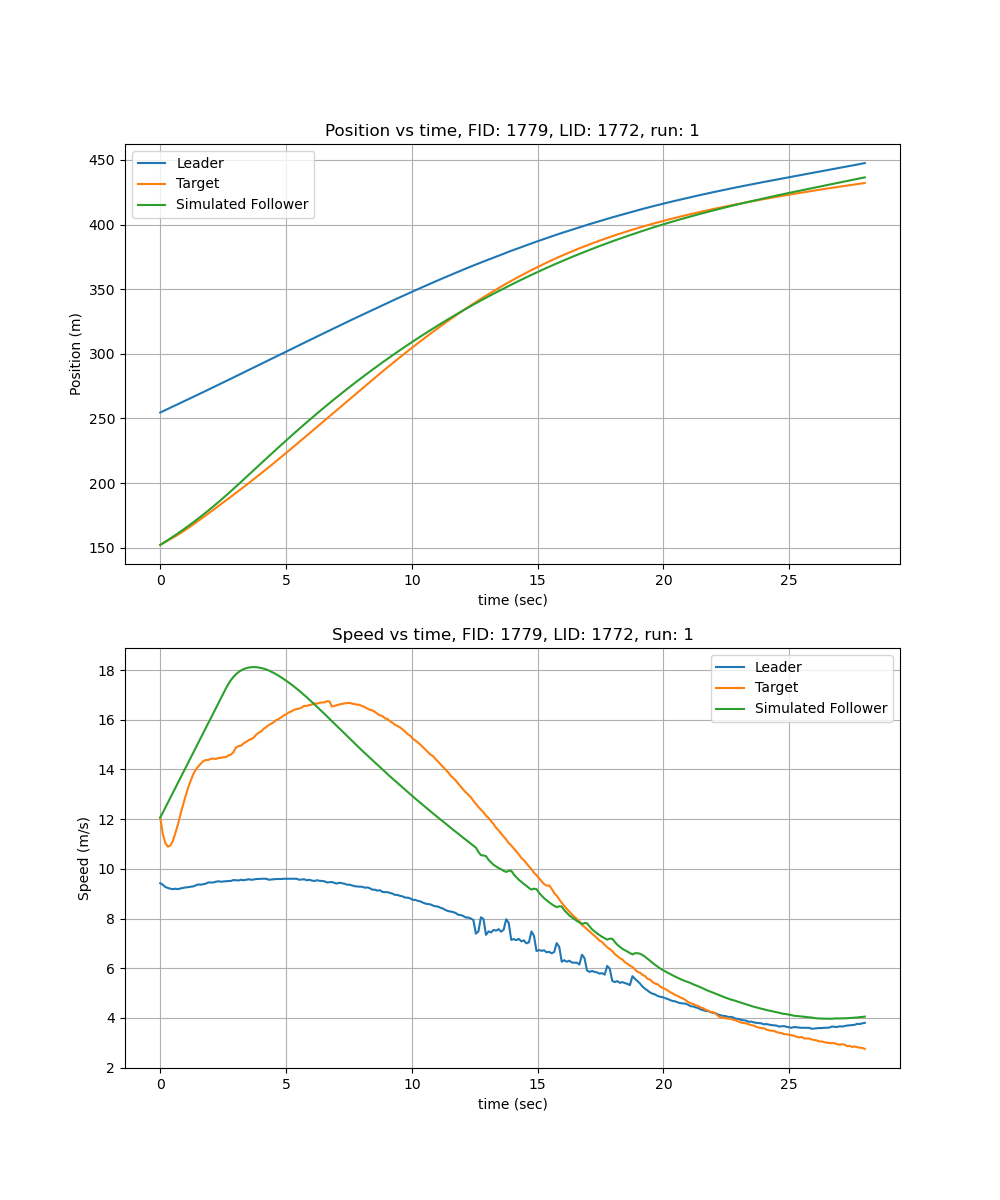 Position vs time, FID: 1779, LID: 1772, run: 1
Leader
Target
Simulated Follower
450
400
350
300
250
200
150
Position (m)
0 5 10 15 20 25
time (sec)
Speed vs time, FID: 1779, LID: 1772, run: 1
Leader
Target
Simulated Follower
18
16
14
12
10
8
6
4
2
Speed (m/s)
0 5 10 15 20 25
time (sec)